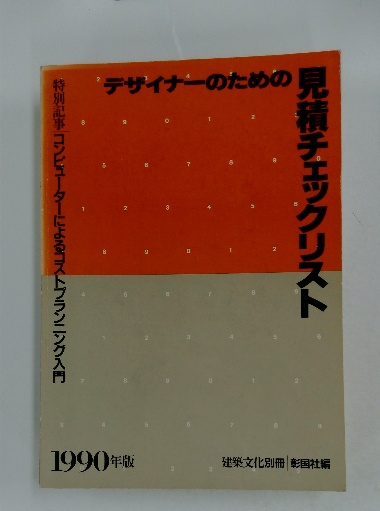 デザイナーのための
見積チェックリスト
特別記事 コンピューターによるコストプランニング入門
1990年版
建築文化別冊|彰国社編